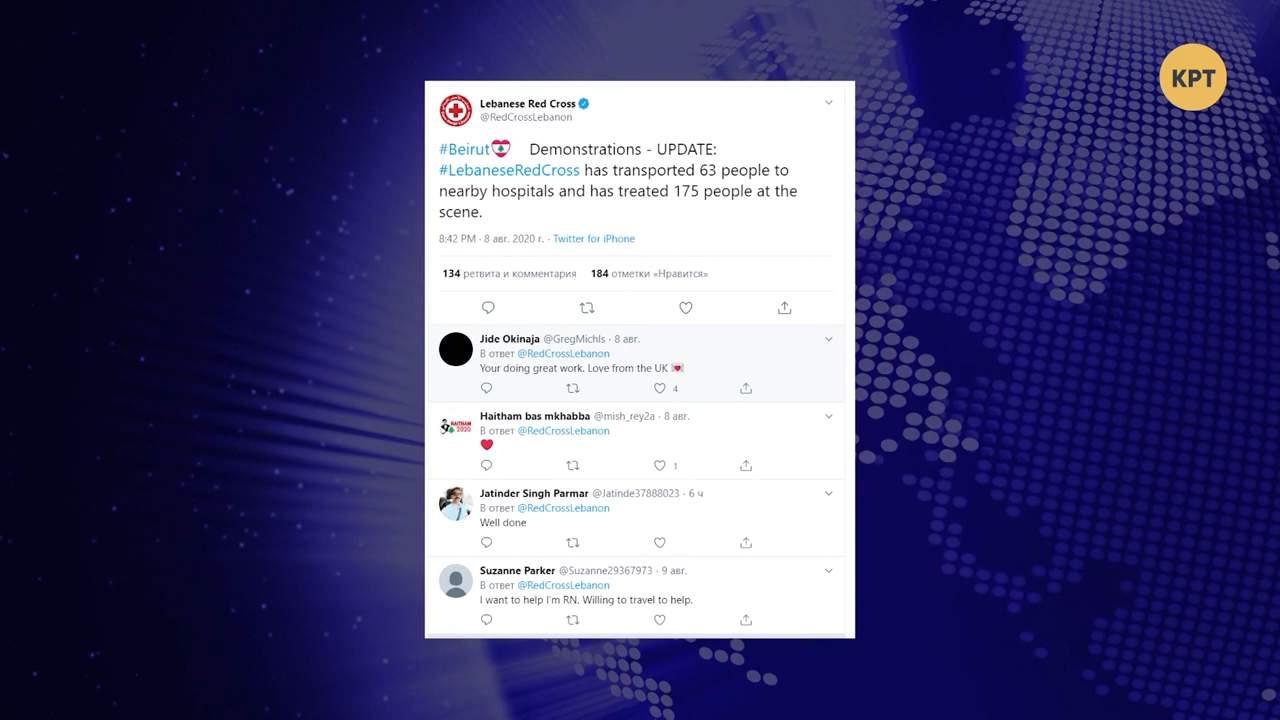 КРТ
Lebanese Red Cross
@RedCrossLebanon
#Beirut Demonstrations - UPDATE:
#LebaneseRedCross has transported 63 people to
nearby hospitals and has treated 175 people at the
scene.
8:42 PM · 8 авг. 2020 г. · Twitter for iPhone
134 ретвита и комментария 184 отметки «Нравится»
Jide Okinaja @GregMichls · 8 авг.
В ответ @RedCrossLebanon
Your doing great work. Love from the UK
4
Haitham bas mkhabba @mish_rey2a · 8 авг.
HAITHAM
2020
В ответ @RedCrossLebanon
1
Jatinder Singh Parmar @Jatinde37888023 · 6 ч
В ответ @RedCrossLebanon
Well done
Suzanne Parker @Suzanne29367973 · 9 авг.
В ответ @RedCrossLebanon
I want to help I'm RN. Willing to travel to help.